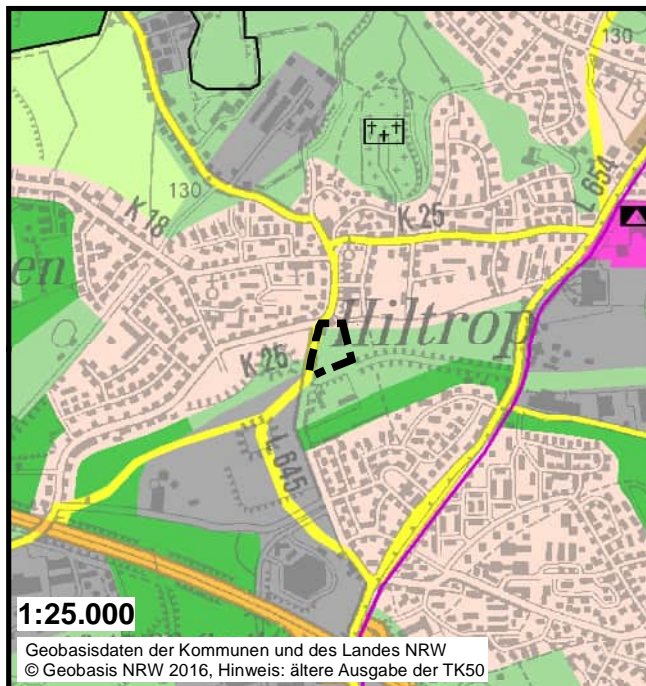 130
130
K 18
K 25
L 654
en
Hiltrop
K 25
L 645
1:25.000
Geobasisdaten der Kommunen und des Landes NRW
© Geobasis NRW 2016, Hinweis: ältere Ausgabe der TK50